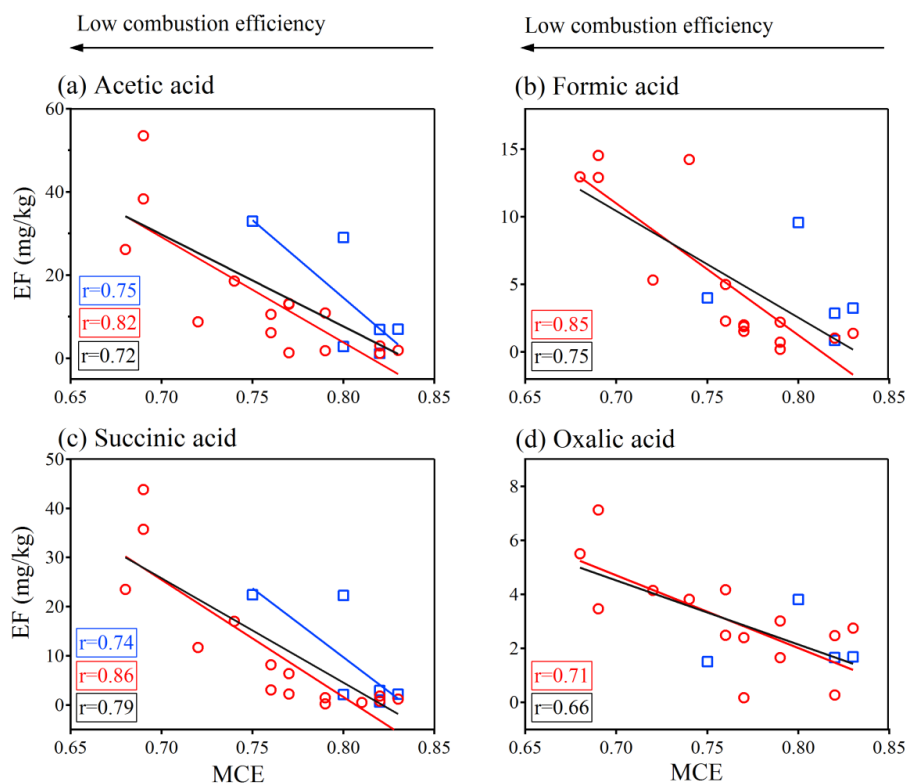 Low combustion efficiency
Low combustion efficiency
(a) Acetic acid
(b) Formic acid
60
40
20
0
EF (mg/kg)
r=0.75
r=0.82
r=0.72
0.65
0.70
0.75
0.80
0.85
15
10
5
0
r=0.85
r=0.75
0.65
0.70
0.75
0.80
0.85
(c) Succinic acid
(d) Oxalic acid
50
40
30
20
10
0
EF (mg/kg)
r=0.74
r=0.86
r=0.79
0.65
0.70
0.75
0.80
0.85
MCE
8
6
4
2
0
r=0.71
r=0.66
0.65
0.70
0.75
0.80
0.85
MCE